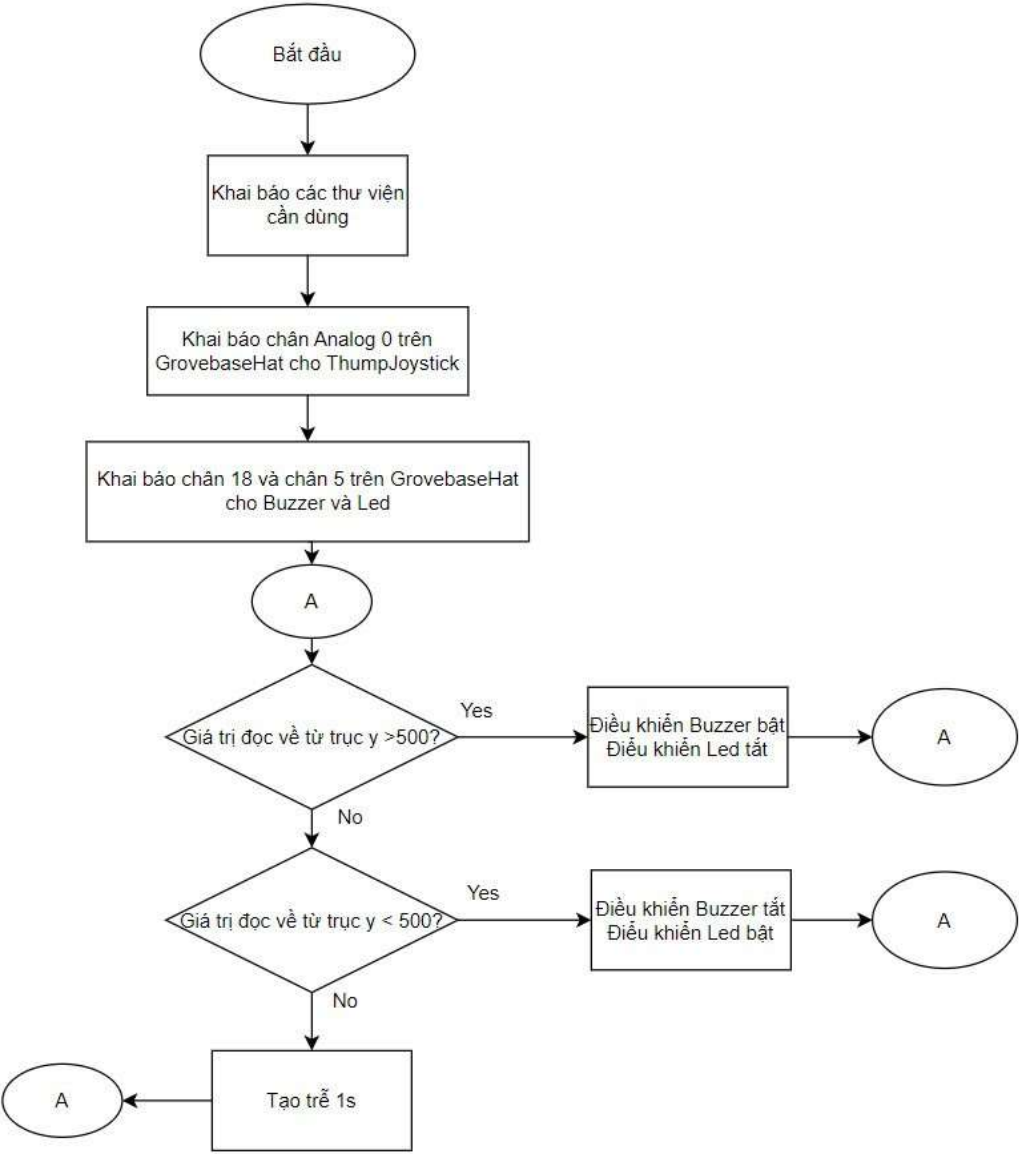 Bắt đầu
Khai báo các thư viện
cần dùng
Khai báo chân Analog 0 trên
GrovebaseHat cho ThumpJoystick
Khai báo chân 18 và chân 5 trên GrovebaseHat
cho Buzzer và Led
A
Giá trị đọc về từ trục y >500?
Yes
Điều khiển Buzzer bật
Điểu khiển Led tắt
A
No
Giá trị đọc về từ trục y < 500?
Yes
Điều khiển Buzzer tắt
Điểu khiển Led bật
A
No
Tạo trễ 1s
A